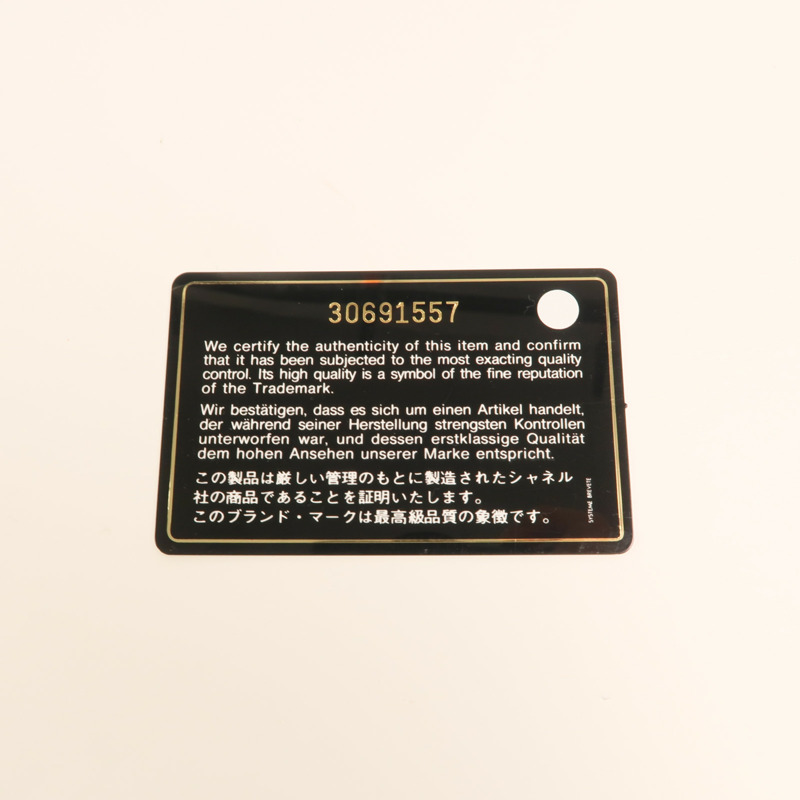 30691557
We certify the authenticity of this item and confirm
that it has been subjected to the most exacting quality
control. Its high quality is a symbol of the fine reputation
of the Trademark.
Wir bestätigen, dass es sich um einen Artikel handelt,
der während seiner Herstellung strengsten Kontrollen
unterworfen war, und dessen erstklassige Qualität
dem hohen Ansehen unserer Marke entspricht.
この製品は厳しい管理のもとに製造されたシャネル
社の商品であることを証明いたします。
このブランド・マークは最高級品質の象徴です。
SYSTEME BREVETE